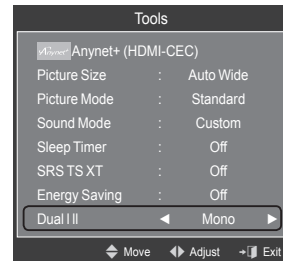 Tools
Anynet+ Anynet+ (HDMI-CEC)
Picture Size : Auto Wide
Picture Mode : Standard
Sound Mode : Custom
Sleep Timer : Off
SRS TS XT : Off
Energy Saving : Off
Dual I II ◄ Mono ►
Move Adjust Exit